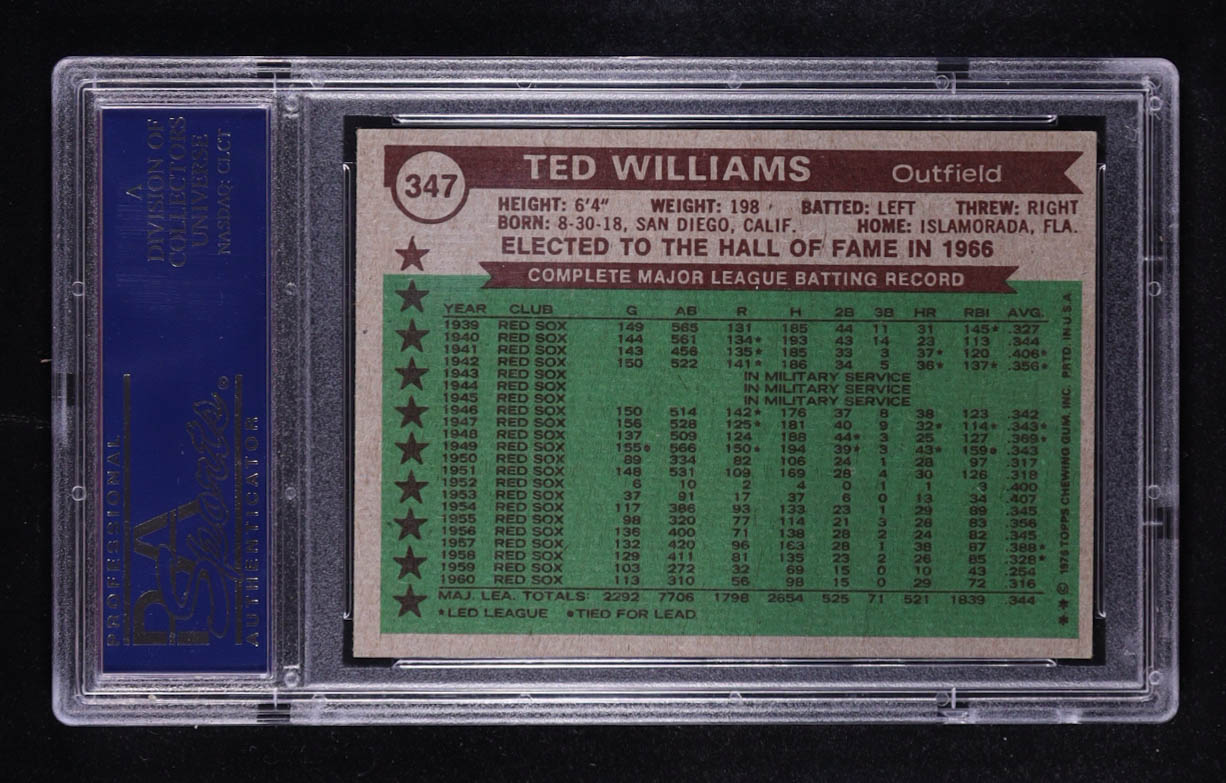 A
DIVISION OF
COLLECTORS
UNIVERSE
NASDAQ: CLCT
PROFESSIONAL
PSA
Sports®
AUTHENTICATOR
347
TED WILLIAMS Outfield
HEIGHT: 6'4" WEIGHT: 198 BATTED: LEFT THREW: RIGHT
BORN: 8-30-18, SAN DIEGO, CALIF. HOME: ISLAMORADA, FLA.
ELECTED TO THE HALL OF FAME IN 1966
COMPLETE MAJOR LEAGUE BATTING RECORD
YEAR CLUB G AB R H 2B 3B HR RBI AVG.
1939 RED SOX 149 565 131 185 44 11 31 145* .327
1940 RED SOX 144 561 134* 193 43 14 23 113 .344
1941 RED SOX 143 456 135* 185 33 3 37* 120 .406*
1942 RED SOX 150 522 141* 186 34 5 36* 137* .356*
1943 RED SOX IN MILITARY SERVICE
1944 RED SOX IN MILITARY SERVICE
1945 RED SOX IN MILITARY SERVICE
1946 RED SOX 150 514 142* 176 37 8 38 123 .342
1947 RED SOX 156 528 125* 181 40 9 32* 114* .343*
1948 RED SOX 137 509 124 188 44* 3 25 127 .369*
1949 RED SOX 155• 566 150* 194 39* 3 43* 159• .343
1950 RED SOX 89 334 82 106 24 1 28 97 .317
1951 RED SOX 148 531 109 169 28 4 30 126 .318
1952 RED SOX 6 10 2 4 0 1 1 3 .400
1953 RED SOX 37 91 17 37 6 0 13 34 .407
1954 RED SOX 117 386 93 133 23 1 29 89 .345
1955 RED SOX 98 320 77 114 21 3 28 83 .356
1956 RED SOX 136 400 71 138 28 2 24 82 .345
1957 RED SOX 132 420 96 163 28 1 38 87 .388*
1958 RED SOX 129 411 81 135 23 2 26 85 .328*
1959 RED SOX 103 272 32 69 15 0 10 43 .254
1960 RED SOX 113 310 56 98 15 0 29 72 .316
MAJ. LEA. TOTALS: 2292 7706 1798 2654 525 71 521 1839 .344
*LED LEAGUE •TIED FOR LEAD
** © 1976 TOPPS CHEWING GUM, INC. PRTD. IN U.S.A.